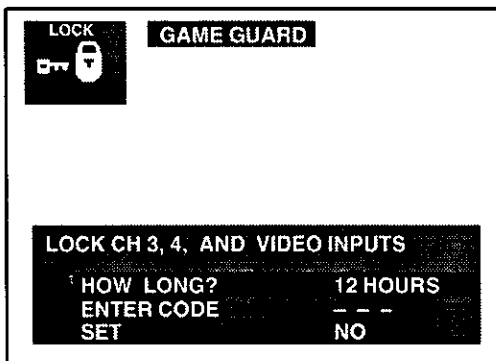 LOCK
GAME GUARD
LOCK CH 3, 4, AND VIDEO INPUTS
HOW LONG? 12 HOURS
ENTER CODE _ _ _
SET NO